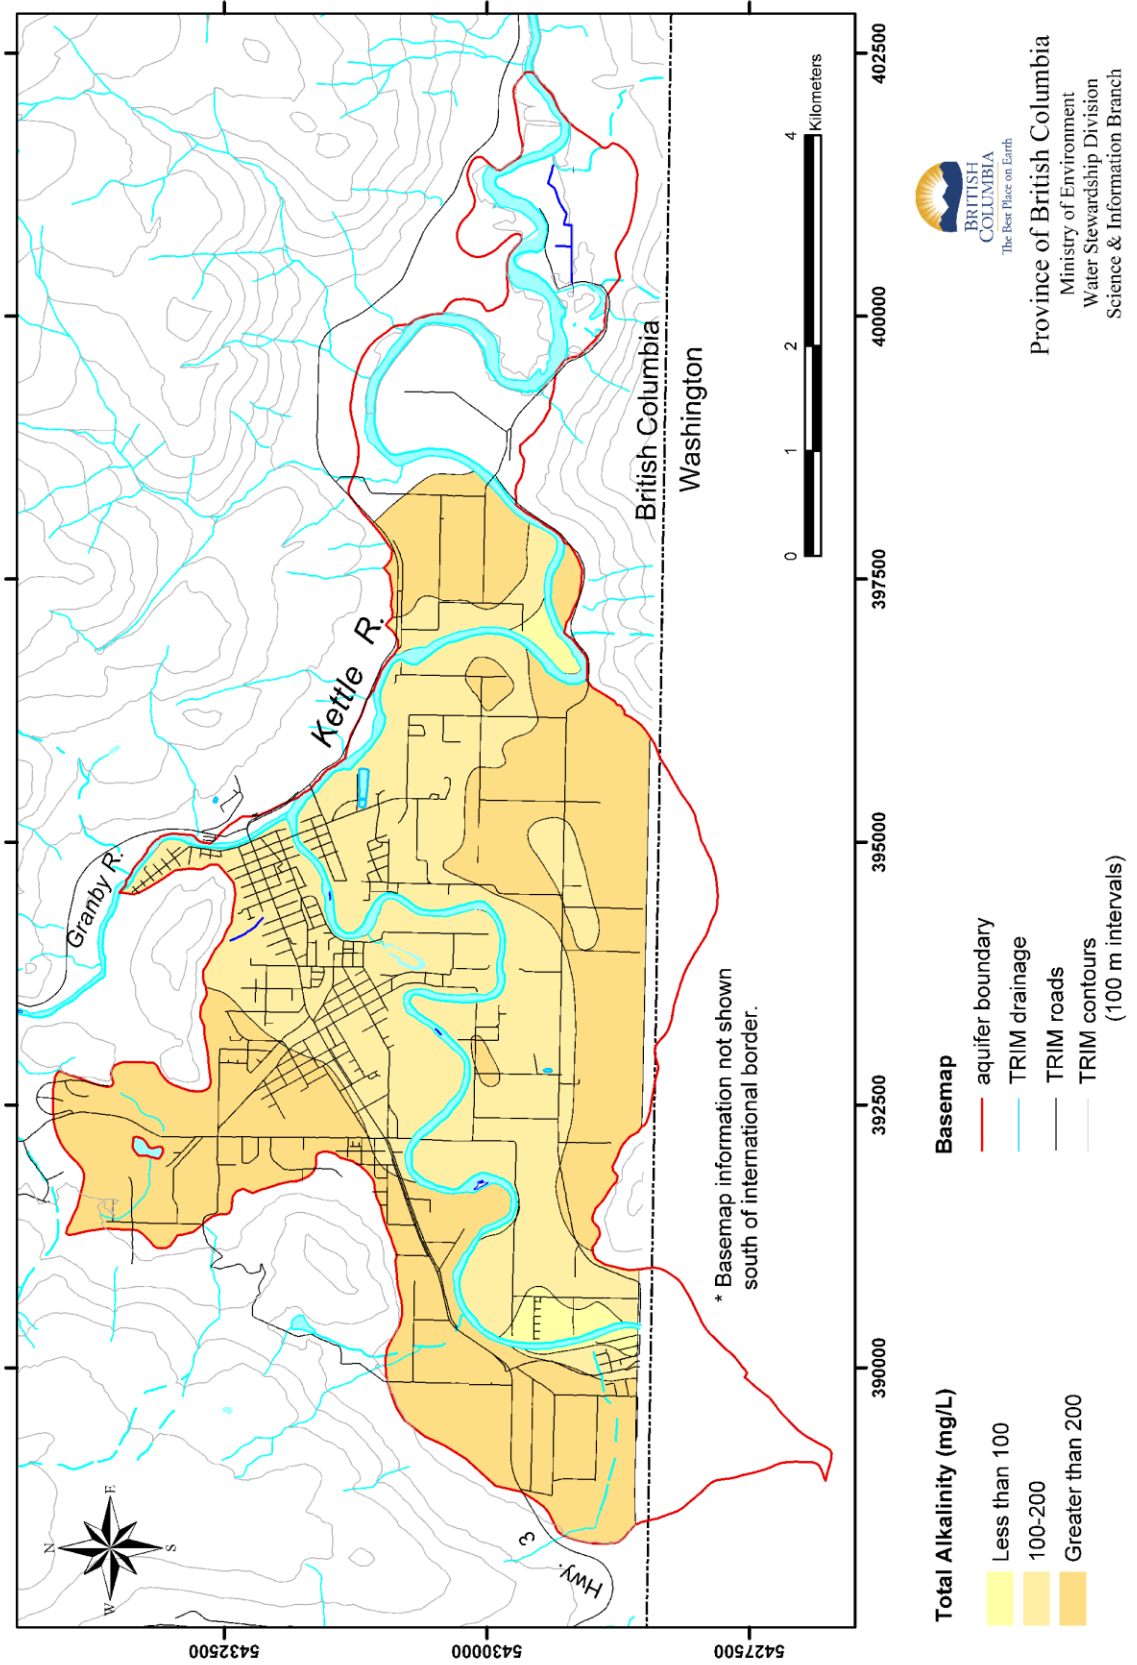 N
E
S
W
Granby R.
Kettle R.
Hwy. 3
British Columbia
Washington
* Basemap information not shown
south of international border.
0
1
2
4
Kilometers
5432500
5430000
5427500
390000
392500
395000
397500
400000
402500
Total Alkalinity (mg/L)
Less than 100
100-200
Greater than 200
Basemap
aquifer boundary
TRIM drainage
TRIM roads
TRIM contours
(100 m intervals)
BRITISH
COLUMBIA
The Best Place on Earth
Province of British Columbia
Ministry of Environment
Water Stewardship Division
Science & Information Branch